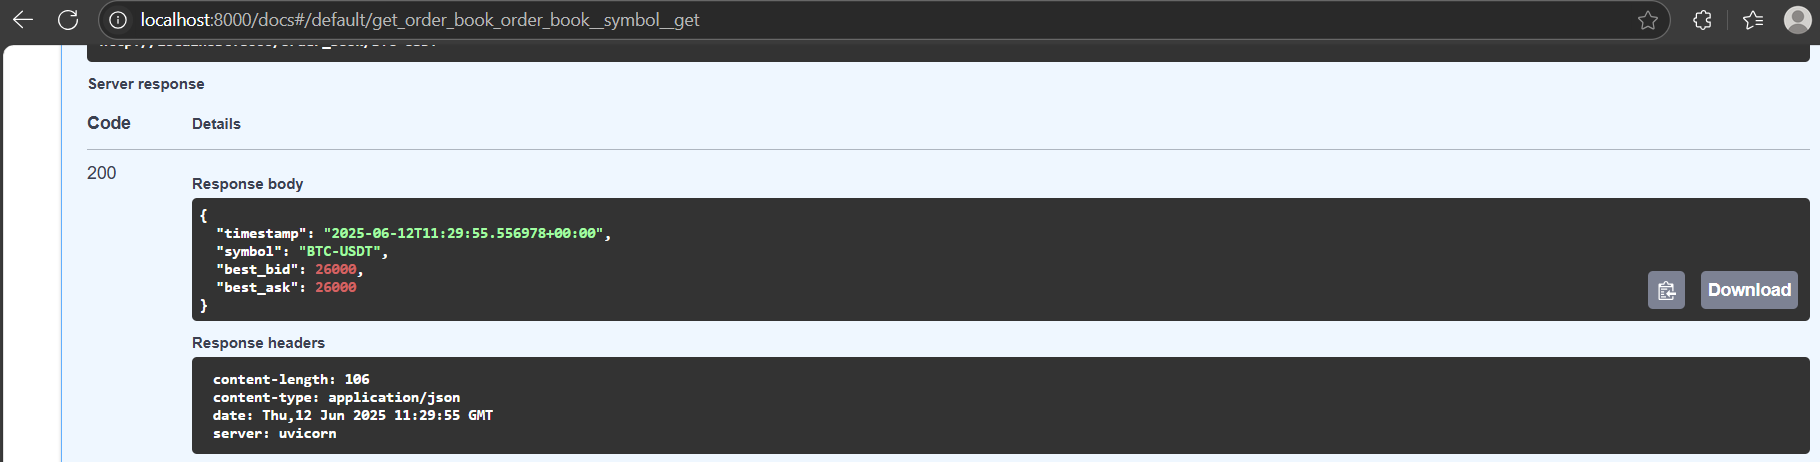 localhost:8000/docs#/default/get_order_book_order_book__symbol__get
Server response
Code Details
200
Response body
{
"timestamp": "2025-06-12T11:29:55.556978+00:00",
"symbol": "BTC-USDT",
"best_bid": 26000,
"best_ask": 26000
}
Download
Response headers
content-length: 106
content-type: application/json
date: Thu,12 Jun 2025 11:29:55 GMT
server: uvicorn